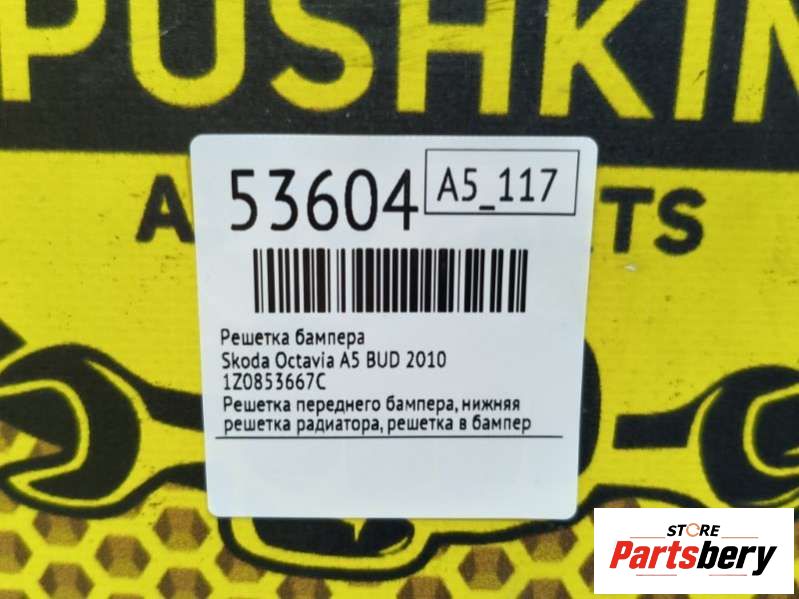 PUSHKIN
53604
A5_117
A
TS
Решетка бампера
Skoda Octavia A5 BUD 2010
1Z0853667C
Решетка переднего бампера, нижняя
решетка радиатора, решетка в бампер
STORE
Partsbery